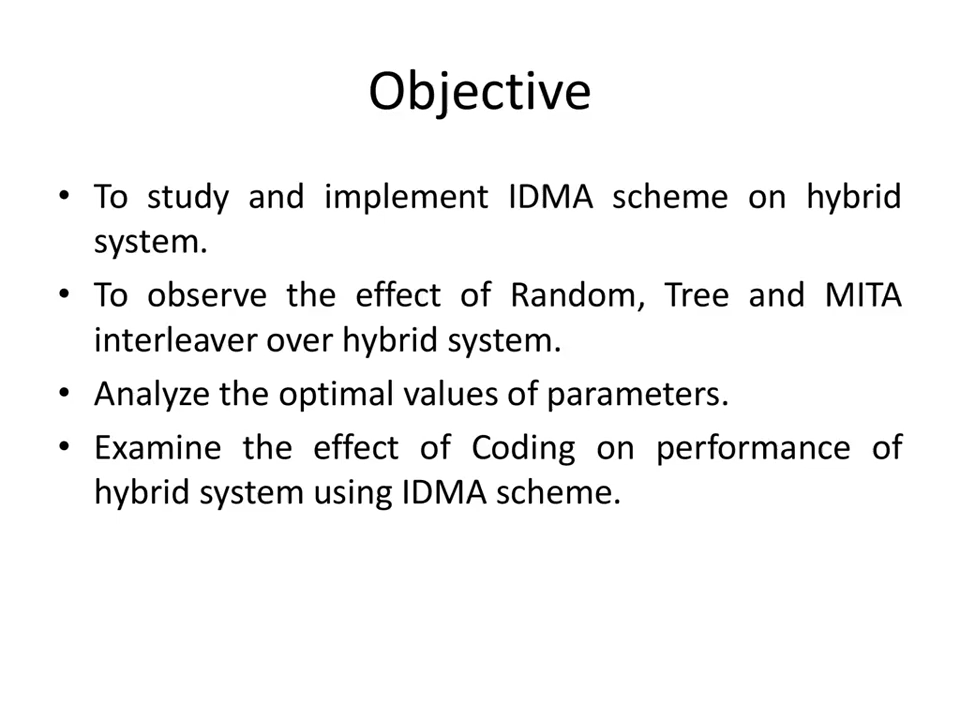 Objective
• To study and implement IDMA scheme on hybrid
system.
• To observe the effect of Random, Tree and MITA
interleaver over hybrid system.
• Analyze the optimal values of parameters.
• Examine the effect of Coding on performance of
hybrid system using IDMA scheme.